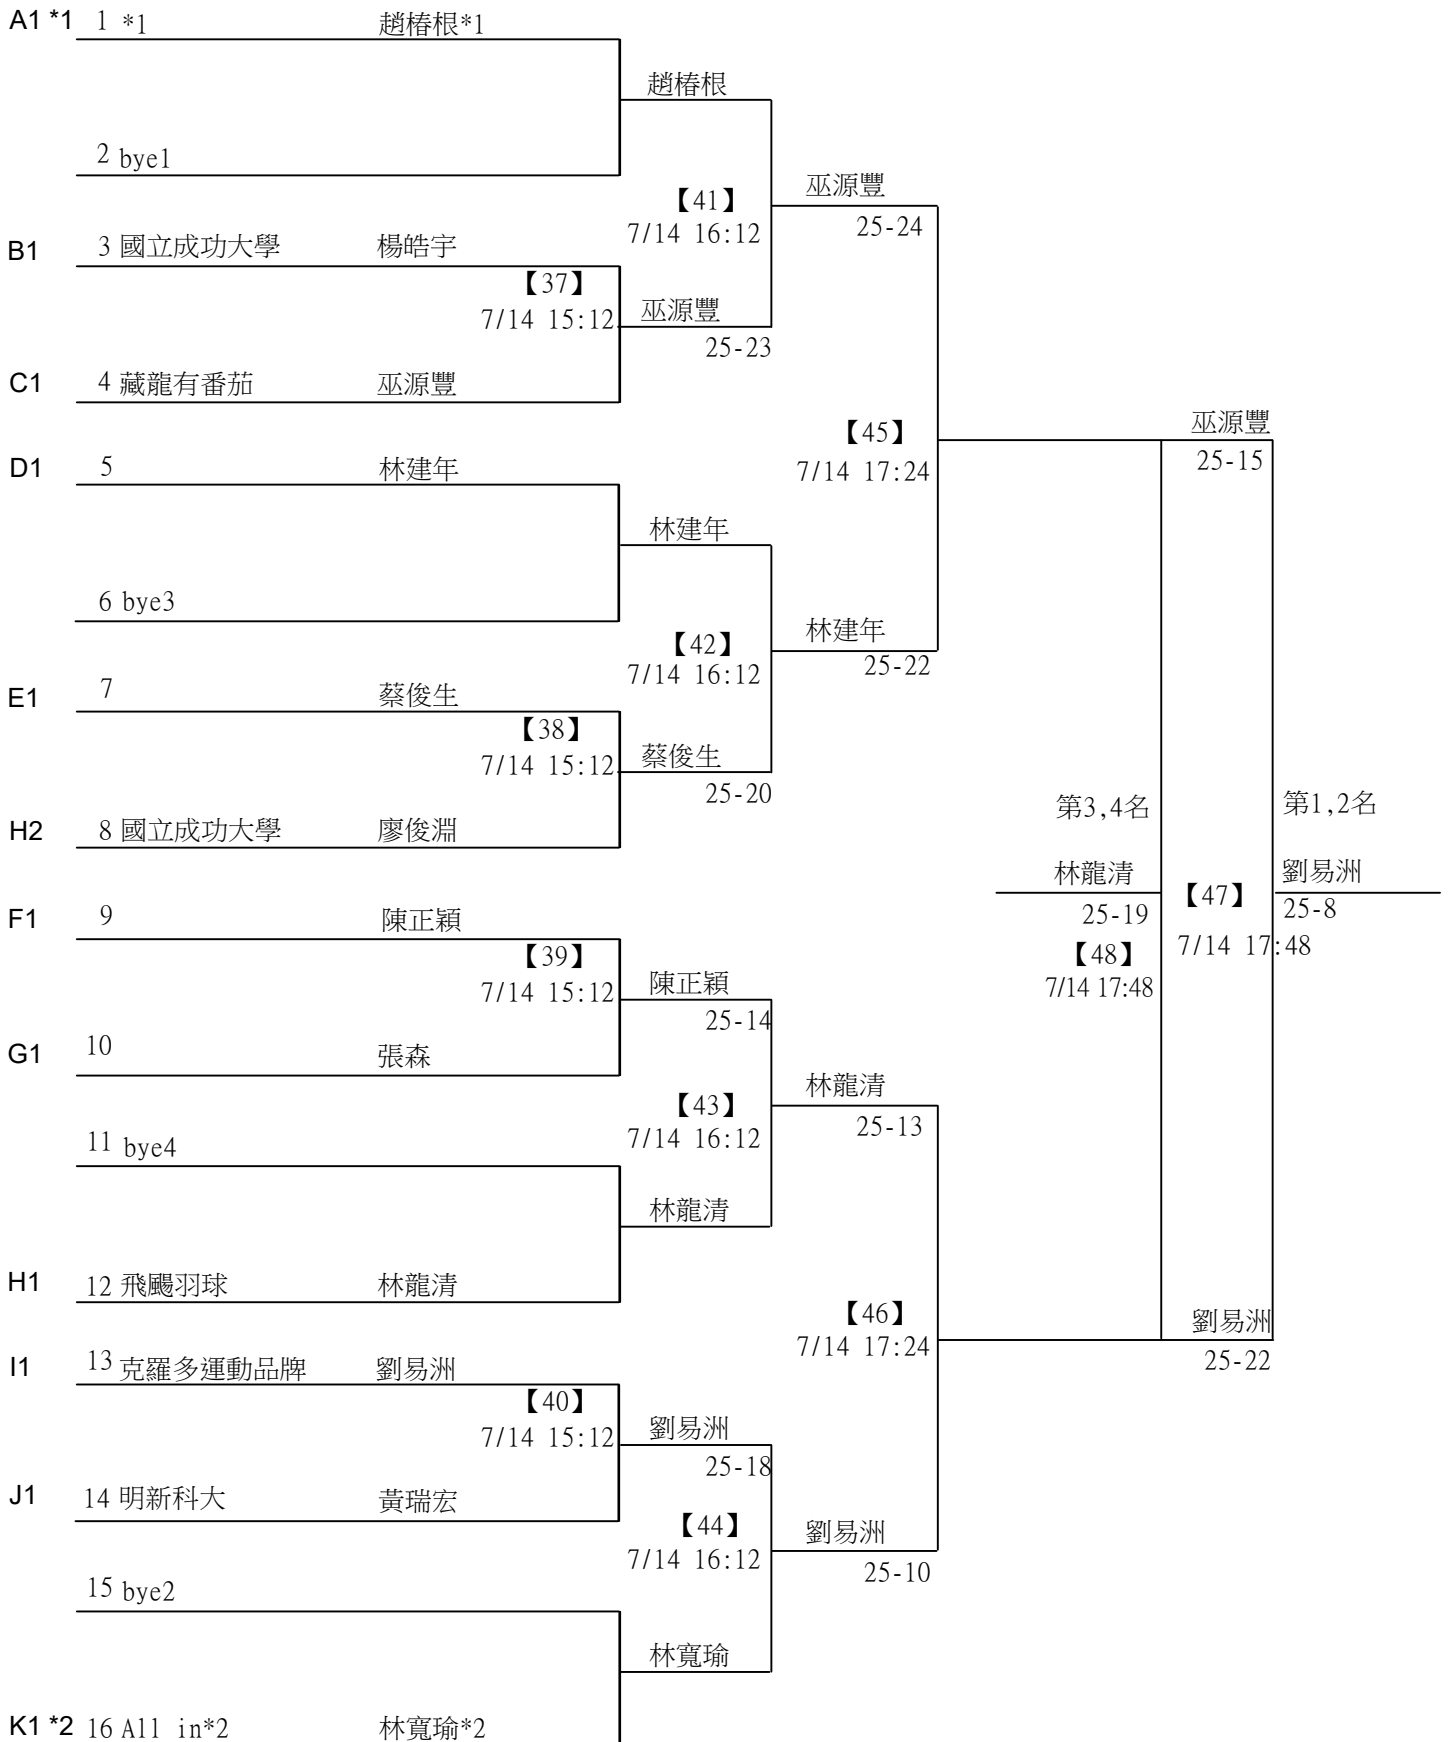 A1 *1 1 *1 趙椿根*1
趙椿根
2 bye1
巫源豐
【41】
25-24
7/14 16:12
B1 3 國立成功大學 楊皓宇
【37】
巫源豐
7/14 15:12
25-23
C1 4 藏龍有番茄 巫源豐
巫源豐
【45】
25-15
D1 5 林建年
7/14 17:24
林建年
6 bye3
林建年
【42】
25-22
7/14 16:12
E1 7 蔡俊生
【38】
蔡俊生
7/14 15:12
25-20
第3,4名
第1,2名
H2 8 國立成功大學 廖俊淵
林龍清
劉易洲
【47】
25-19
25-8
F1 9 陳正穎
7/14 17:48
【39】
【48】
陳正穎
7/14 15:12
7/14 17:48
25-14
G1 10 張森
林龍清
【43】
25-13
7/14 16:12
11 bye4
林龍清
H1 12 飛颺羽球 林龍清
【46】
劉易洲
7/14 17:24
25-22
I1 13 克羅多運動品牌 劉易洲
【40】
劉易洲
7/14 15:12
25-18
J1 14 明新科大 黃瑞宏
【44】
劉易洲
7/14 16:12
25-10
15 bye2
林寬瑜
K1 *2 16 All in*2 林寬瑜*2